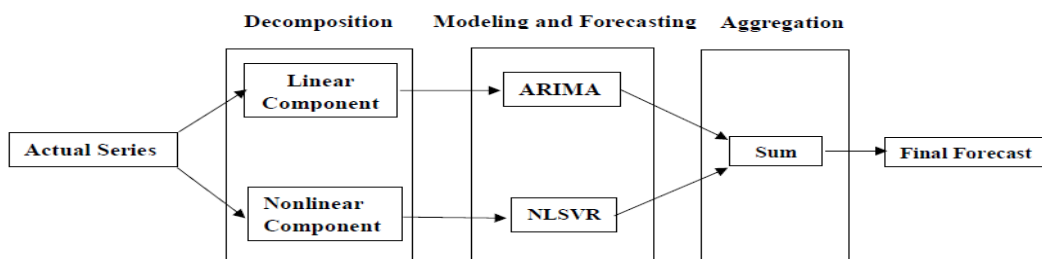 Decomposition
Modeling and Forecasting
Aggregation
Linear
Component
ARIMA
Actual Series
Sum
Final Forecast
Nonlinear
Component
NLSVR